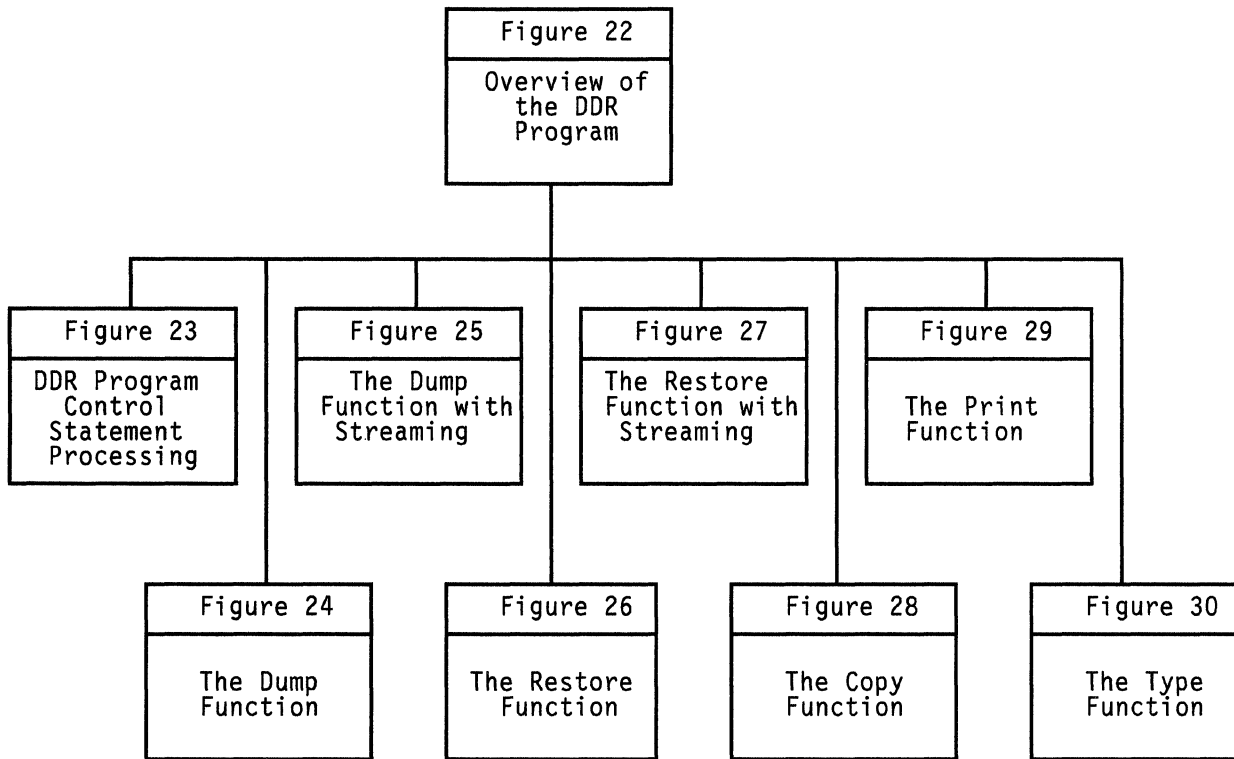 Figure 22
Overview of
the DDR
Program
Figure 23
DDR Program
Control
Statement
Processing
Figure 25
The Dump
Function with
Streaming
Figure 27
The Restore
Function with
Streaming
Figure 29
The Print
Function
Figure 24
The Dump
Function
Figure 26
The Restore
Function
Figure 28
The Copy
Function
Figure 30
The Type
Function